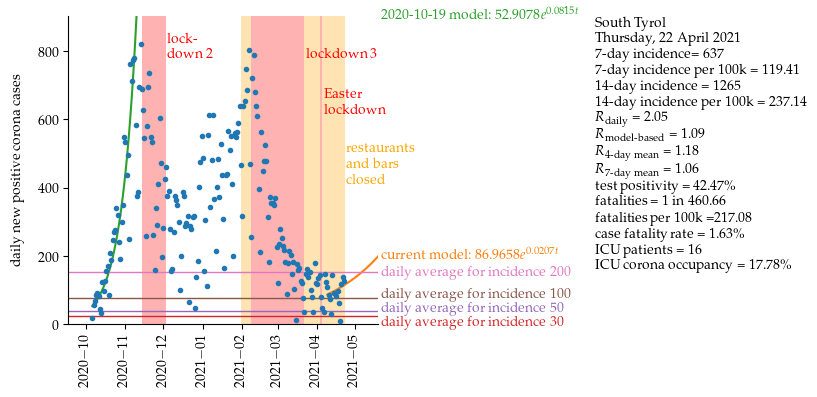 2020-10-19 model: 52.9078e^0.0815t
lock-
down 2
lockdown 3
Easter
lockdown
restaurants
and bars
closed
current model: 86.9658e^0.0207t
daily average for incidence 200
daily average for incidence 100
daily average for incidence 50
daily average for incidence 30
daily new positive corona cases
800
600
400
200
0
2020−10
2020−11
2020−12
2021−01
2021−02
2021−03
2021−04
2021−05
South Tyrol
Thursday, 22 April 2021
7-day incidence= 637
7-day incidence per 100k = 119.41
14-day incidence = 1265
14-day incidence per 100k = 237.14
Rdaily = 2.05
Rmodel-based = 1.09
R4-day mean = 1.18
R7-day mean = 1.06
test positivity = 42.47%
fatalities = 1 in 460.66
fatalities per 100k =217.08
case fatality rate = 1.63%
ICU patients = 16
ICU corona occupancy = 17.78%